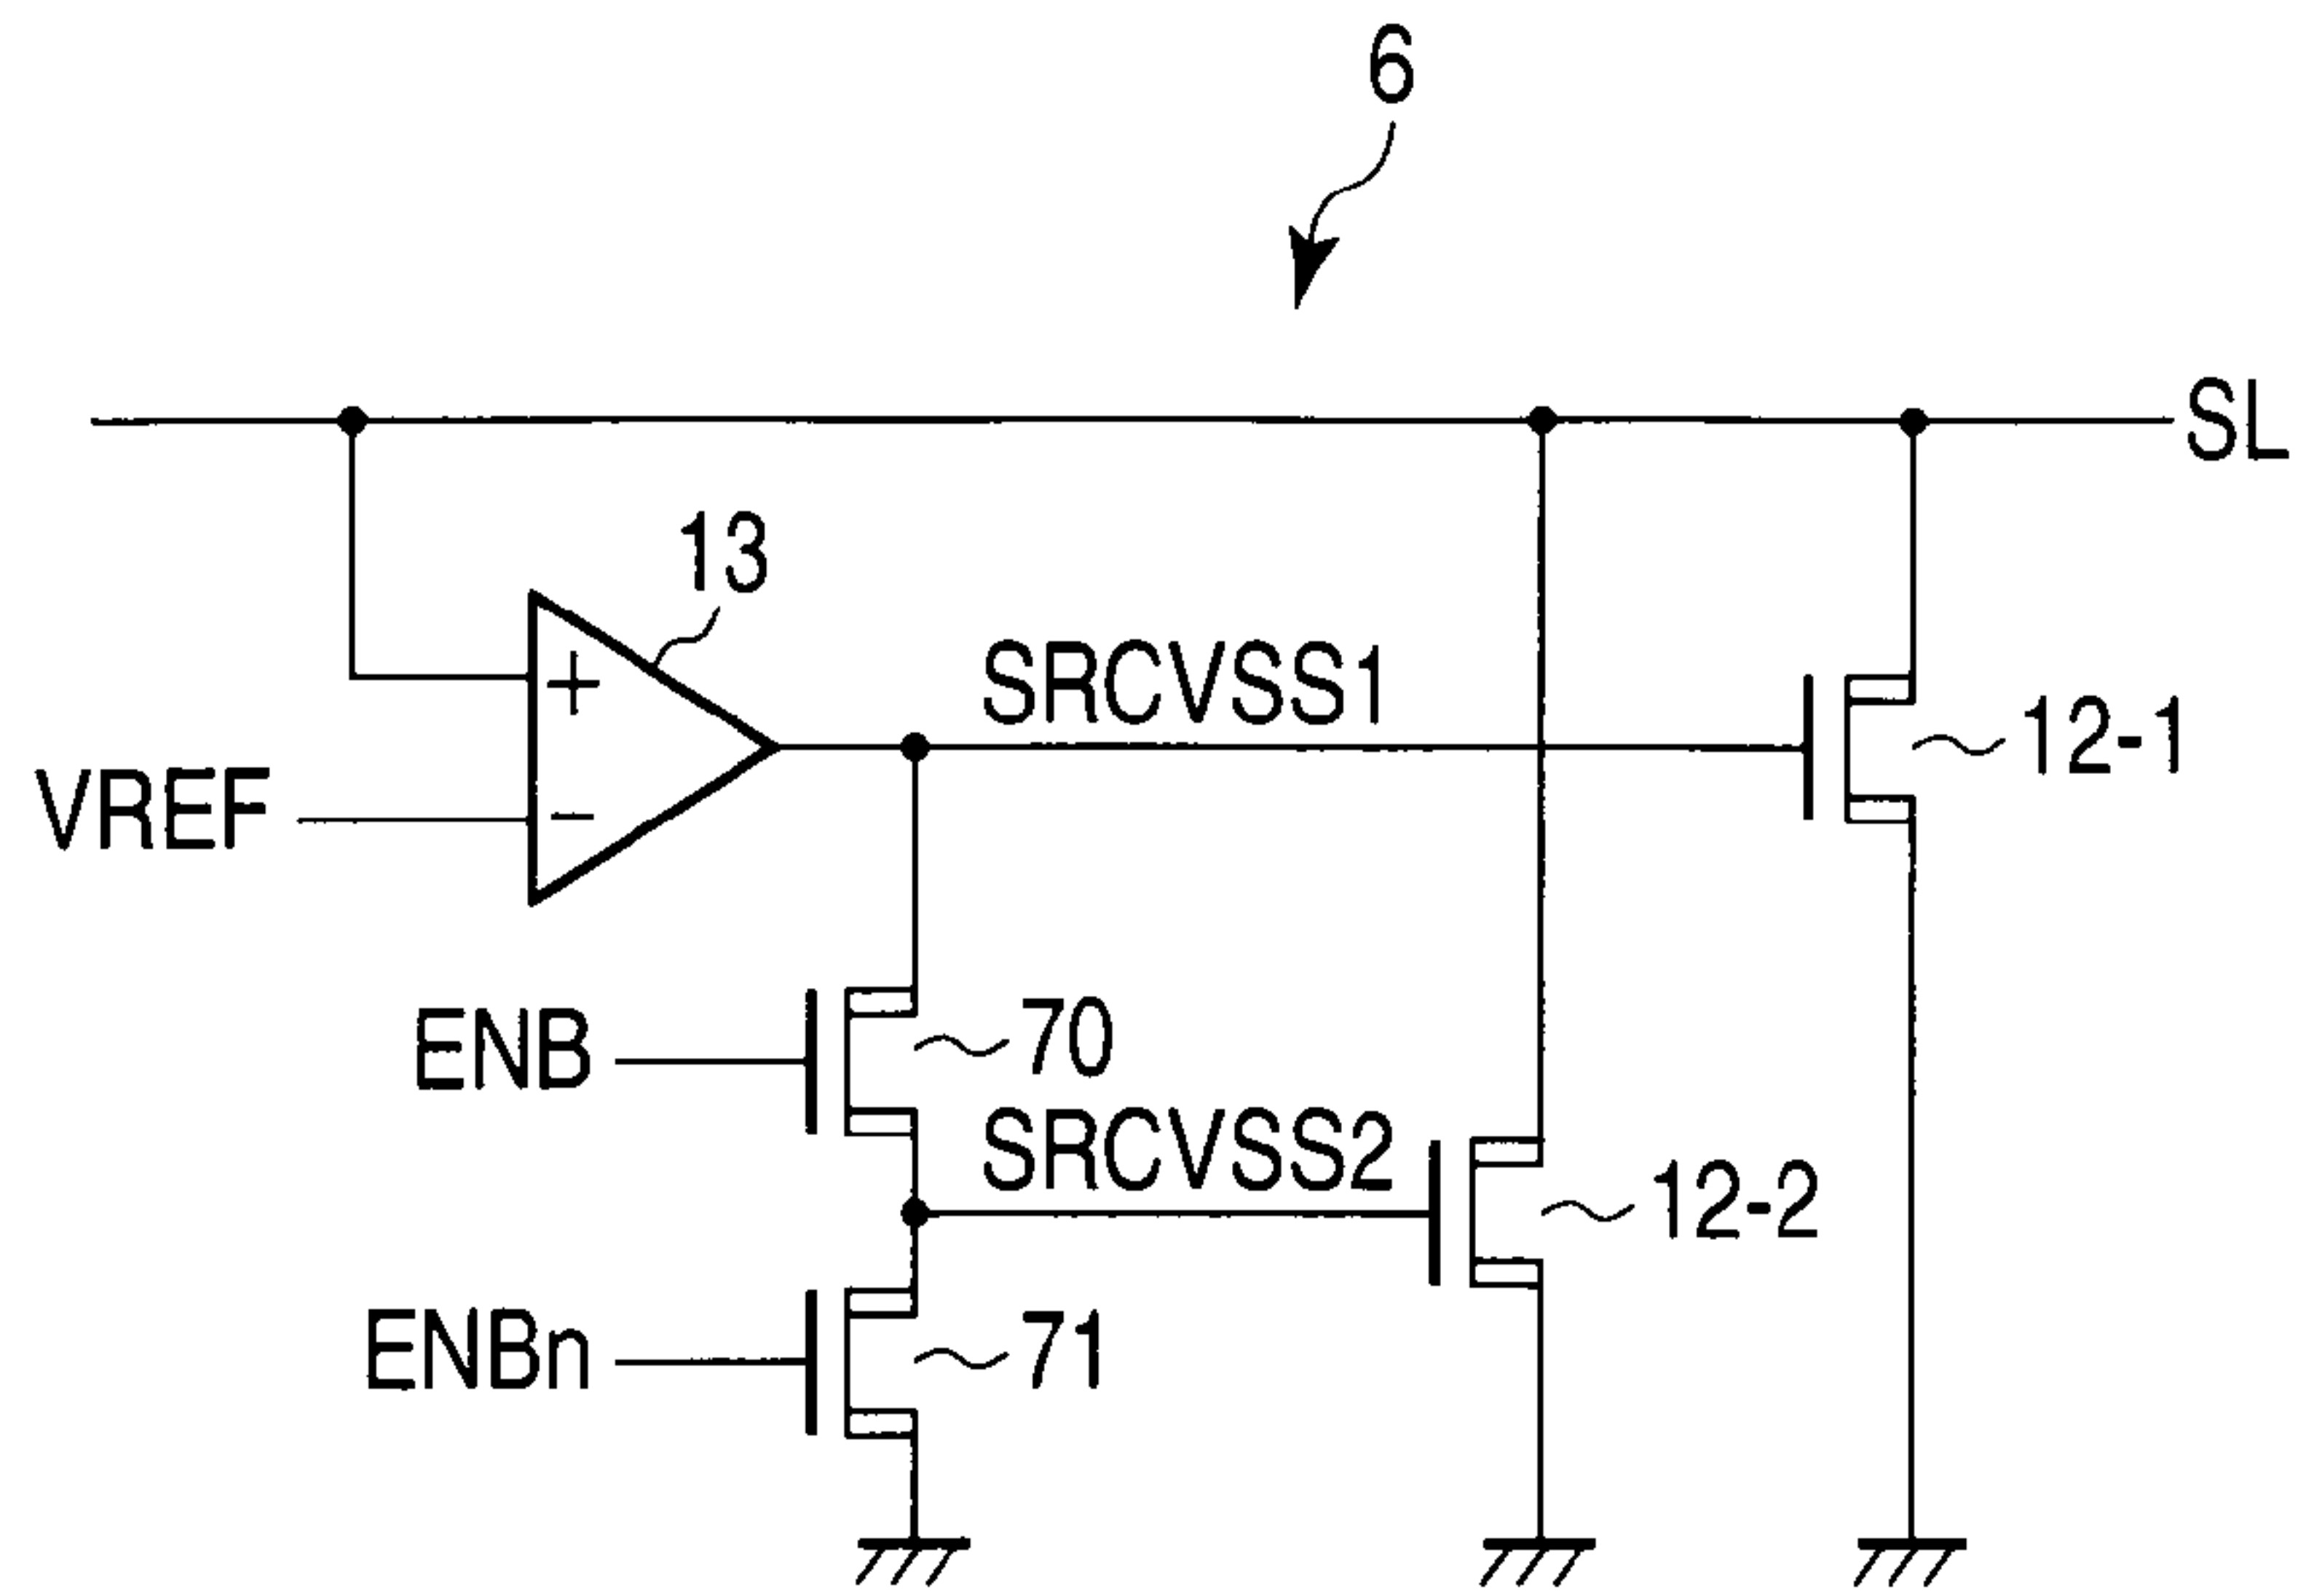 6
SL
13
+
SRCVSS1
12-1
VREF
−
ENB
70
SRCVSS2
12-2
ENBn
71